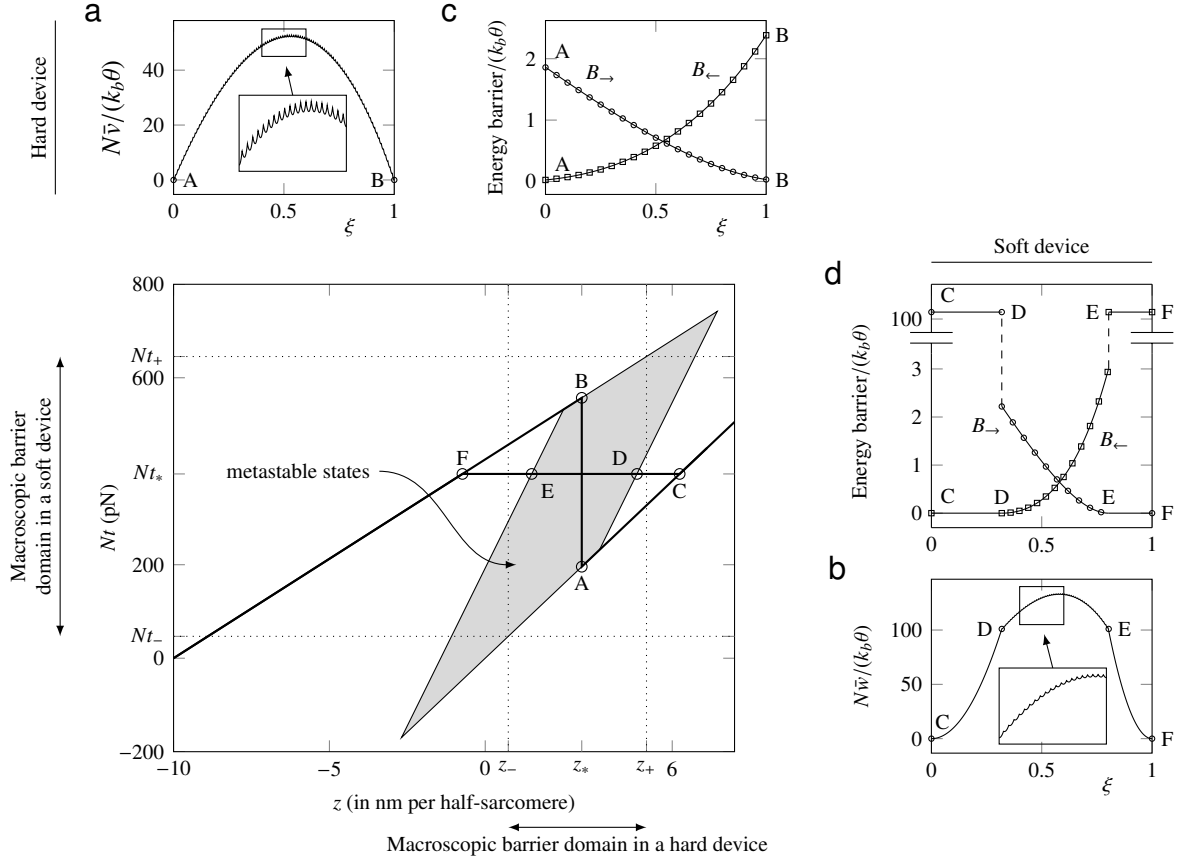 a
Hard device
Nv̄/(k_bθ)
40
20
0
A
B
0
0.5
1
ξ
c
Energy barrier/(k_bθ)
2
1
0
A
B→
B←
B
A
B
0
0.5
1
ξ
Macroscopic barrier
domain in a soft device
Nt (pN)
800
Nt₊
600
Nt∗
200
Nt₋
0
−200
B
F
D
metastable states
E
C
A
-10
-5
0
z₋
z∗
z₊
6
z (in nm per half-sarcomere)
Macroscopic barrier domain in a hard device
Soft device
d
Energy barrier/(k_bθ)
C
D
E
F
100
3
2
1
0
B→
B←
C
D
E
F
0
0.5
1
b
Nw̄/(k_bθ)
100
50
0
D
E
C
F
0
0.5
1
ξ